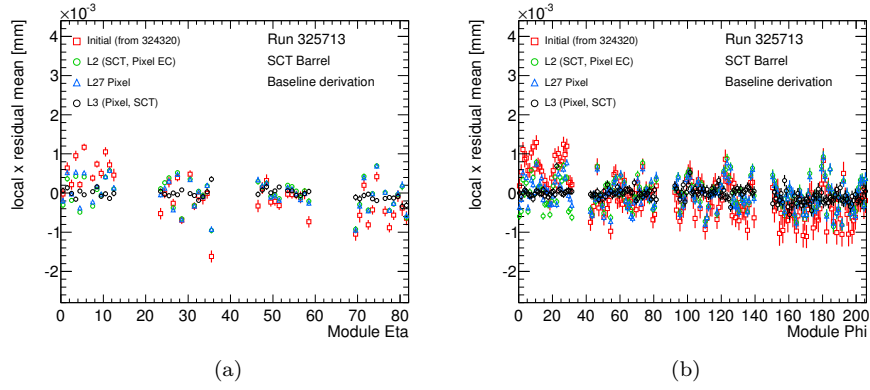 ×10⁻³
local x residual mean [mm]
4
3
2
1
0
-1
-2
Initial (from 324320)
L2 (SCT, Pixel EC)
L27 Pixel
L3 (Pixel, SCT)
Run 325713
SCT Barrel
Baseline derivation
0 10 20 30 40 50 60 70 80
Module Eta
(a)
×10⁻³
local x residual mean [mm]
4
3
2
1
0
-1
-2
Initial (from 324320)
L2 (SCT, Pixel EC)
L27 Pixel
L3 (Pixel, SCT)
Run 325713
SCT Barrel
Baseline derivation
0 20 40 60 80 100 120 140 160 180 200
Module Phi
(b)